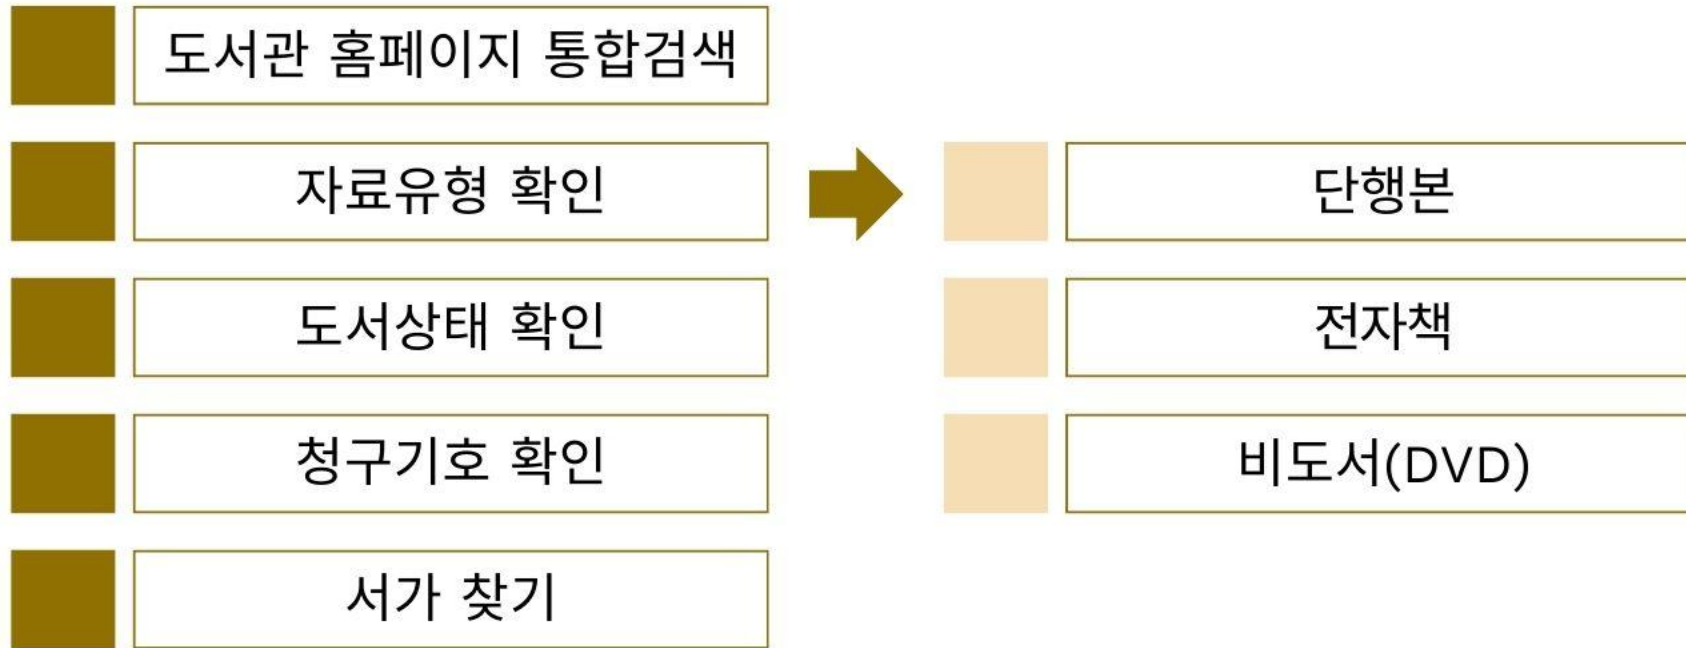 도서관 홈페이지 통합검색
자료유형 확인
도서상태 확인
청구기호 확인
서가 찾기
단행본
전자책
비도서(DVD)